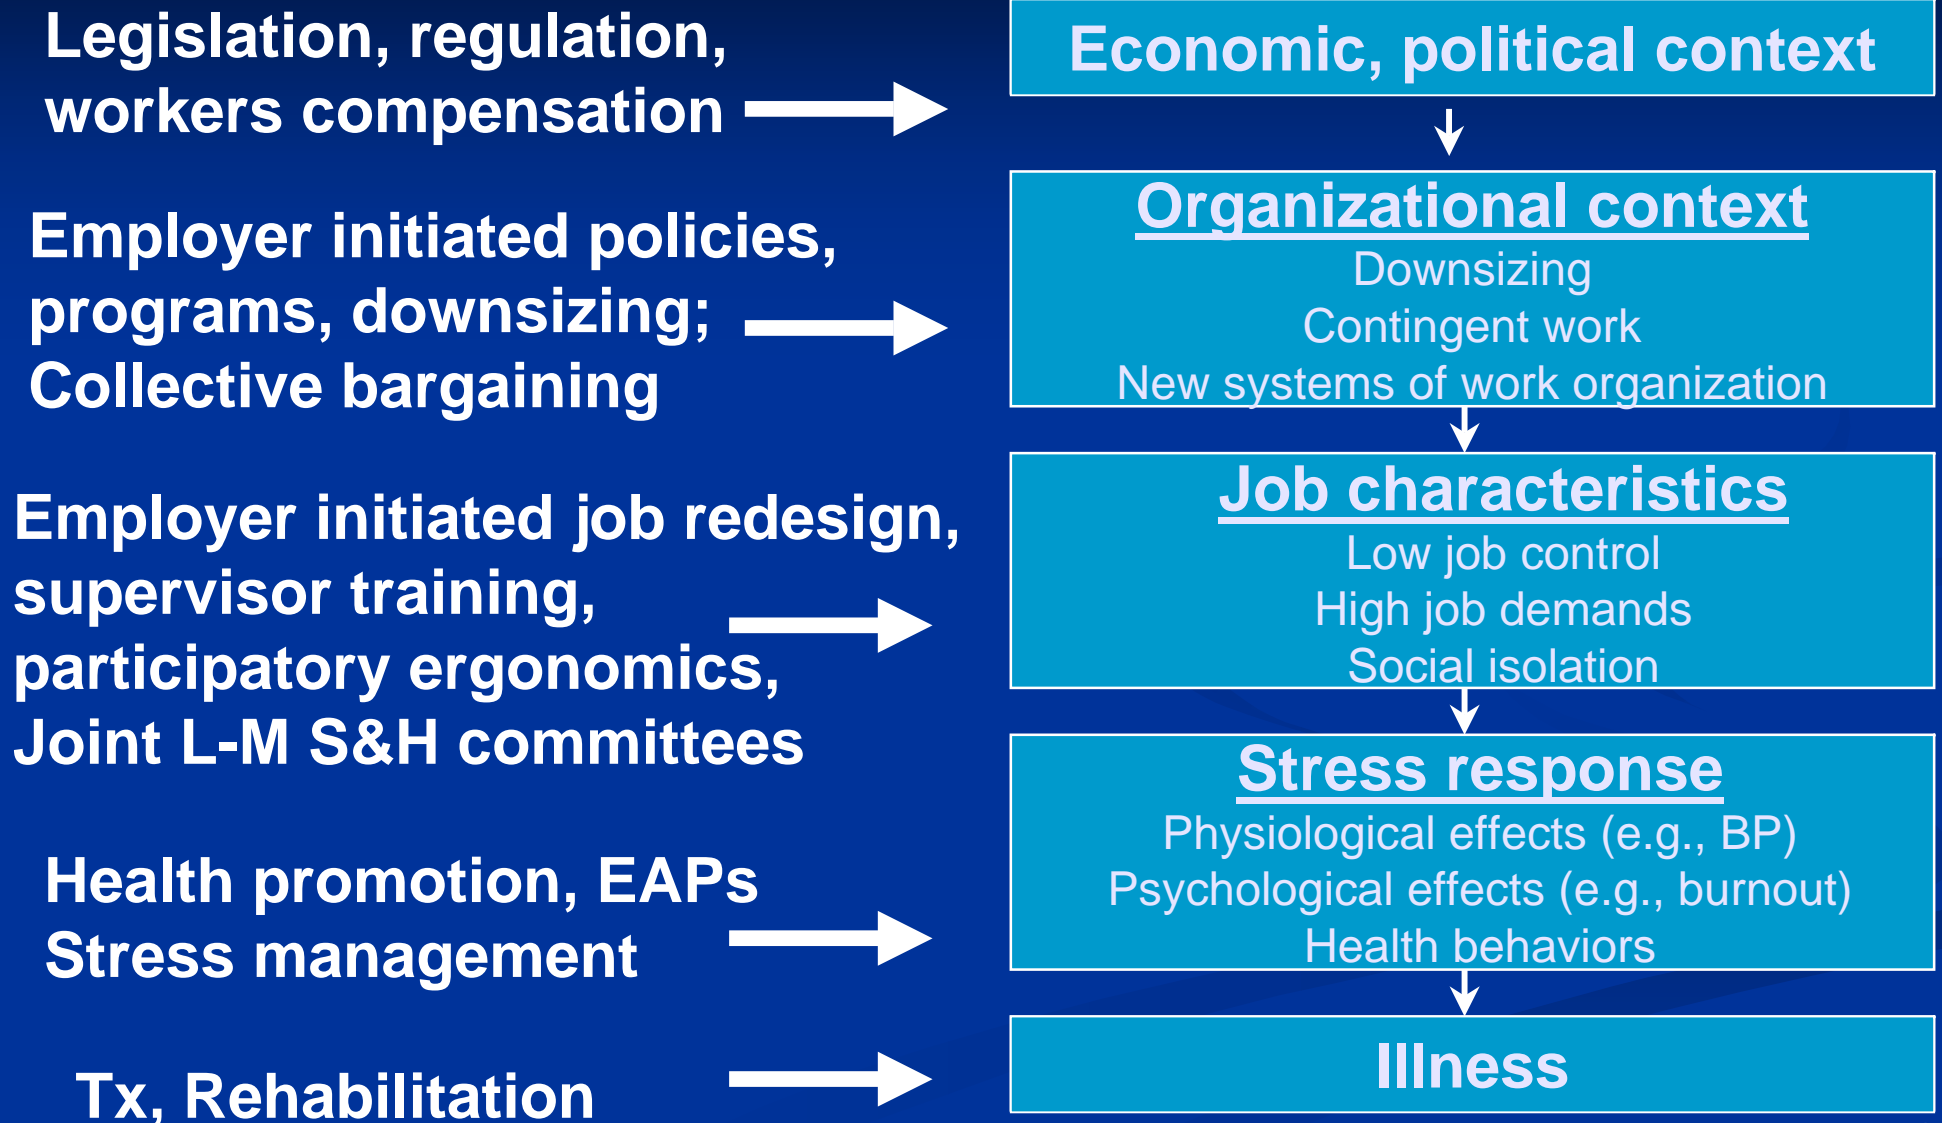 Legislation, regulation,
workers compensation
Economic, political context
Employer initiated policies,
programs, downsizing;
Collective bargaining
Organizational context
Downsizing
Contingent work
New systems of work organization
Employer initiated job redesign,
supervisor training,
participatory ergonomics,
Joint L-M S&H committees
Job characteristics
Low job control
High job demands
Social isolation
Health promotion, EAPs
Stress management
Stress response
Physiological effects (e.g., BP)
Psychological effects (e.g., burnout)
Health behaviors
Tx, Rehabilitation
Illness